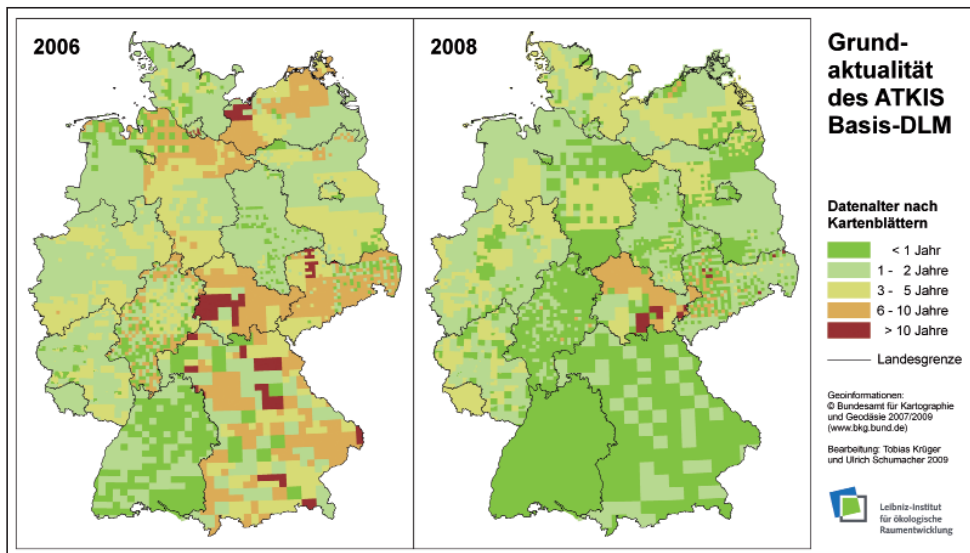 2006
2008
Grund-
aktualität
des ATKIS
Basis-DLM
Datenalter nach
Kartenblättern
< 1 Jahr
1 - 2 Jahre
3 - 5 Jahre
6 - 10 Jahre
> 10 Jahre
Landesgrenze
Geoinformationen:
© Bundesamt für Kartographie
und Geodäsie 2007/2009
(www.bkg.bund.de)
Bearbeitung: Tobias Krüger
und Ulrich Schumacher 2009
Leibniz-Institut
für ökologische
Raumentwicklung